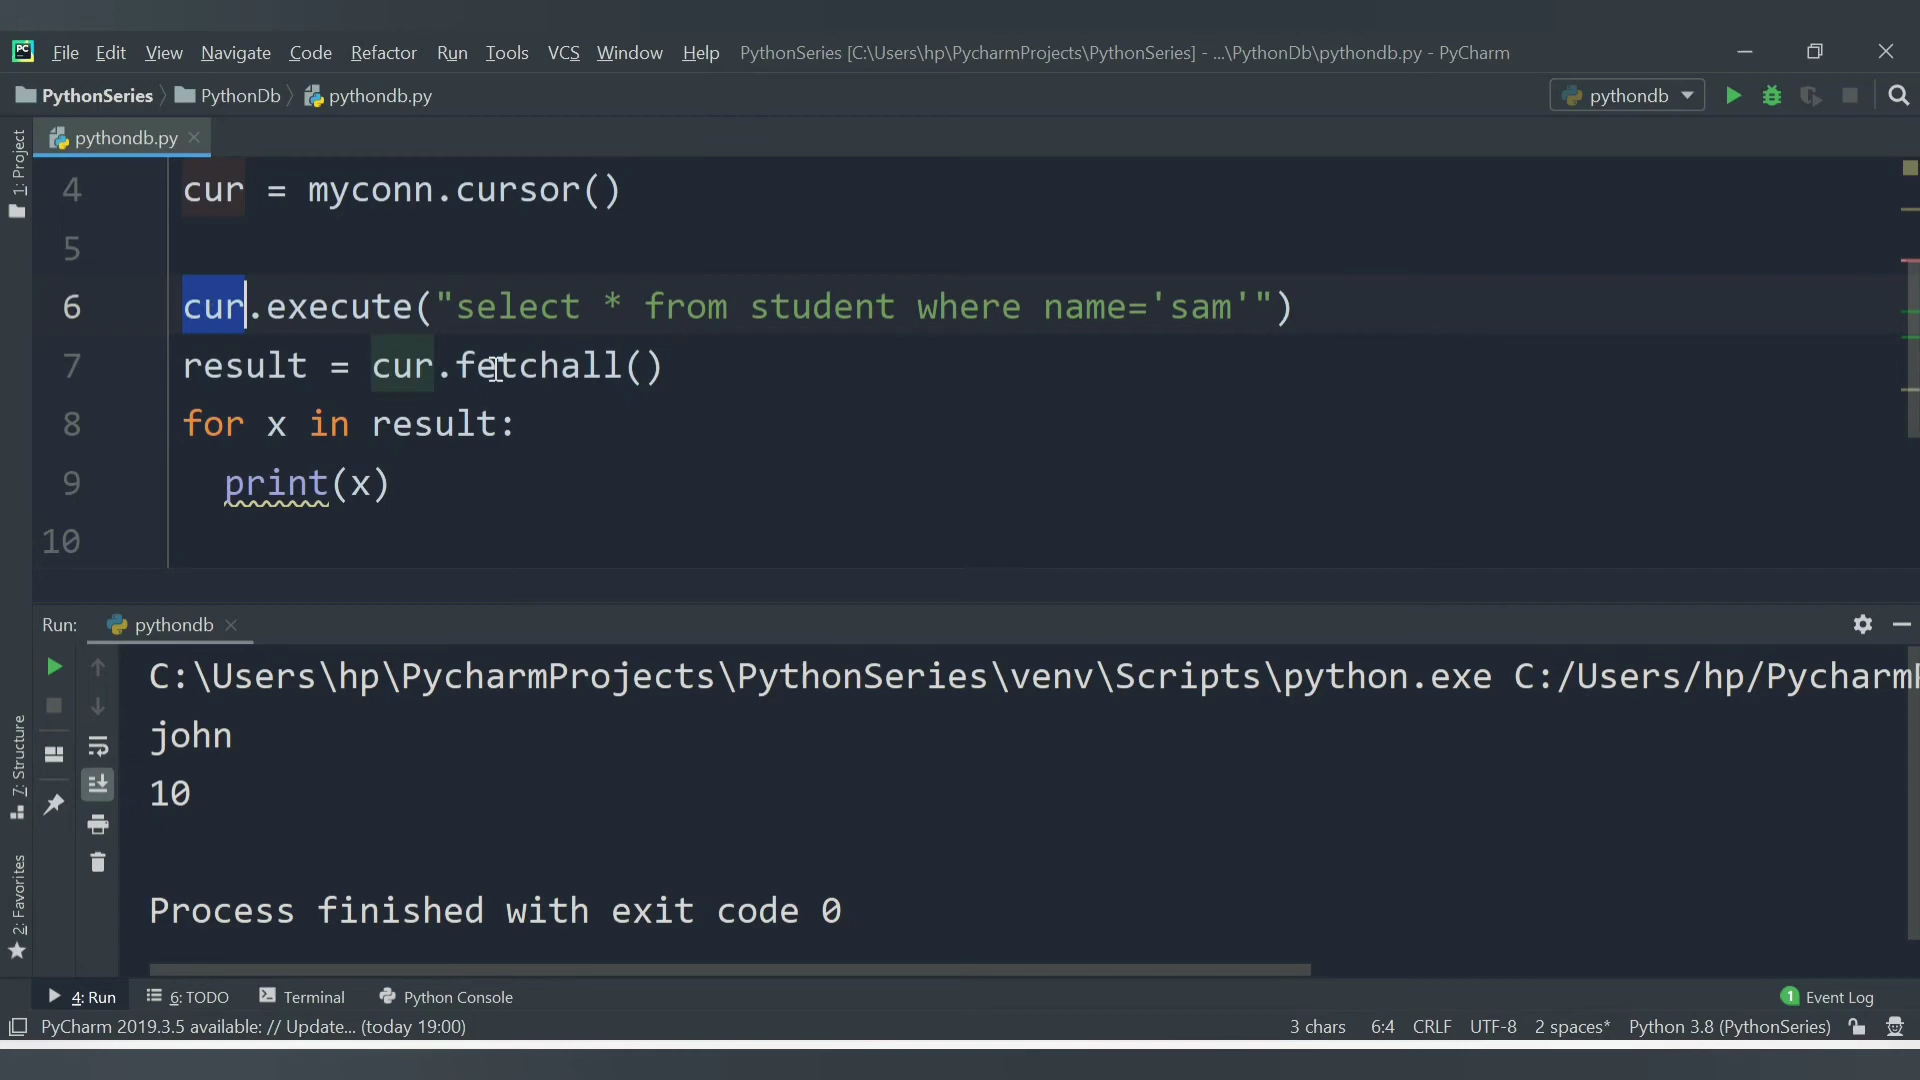 File Edit View Navigate Code Refactor Run Tools VCS Window Help PythonSeries [C:\Users\hp\PycharmProjects\PythonSeries] - ...\PythonDb\pythondb.py - PyCharm
PythonSeries PythonDb pythondb.py pythondb
pythondb.py
1: Project
4 cur = myconn.cursor()
5
6 cur.execute("select * from student where name='sam'")
7 result = cur.fetchall()
8 for x in result:
9 print(x)
10
Run: pythondb
C:\Users\hp\PycharmProjects\PythonSeries\venv\Scripts\python.exe C:/Users/hp/Pycharm
john
10
Process finished with exit code 0
7: Structure
2: Favorites
4: Run 6: TODO Terminal Python Console 1 Event Log
PyCharm 2019.3.5 available: // Update... (today 19:00) 3 chars 6:4 CRLF UTF-8 2 spaces* Python 3.8 (PythonSeries)